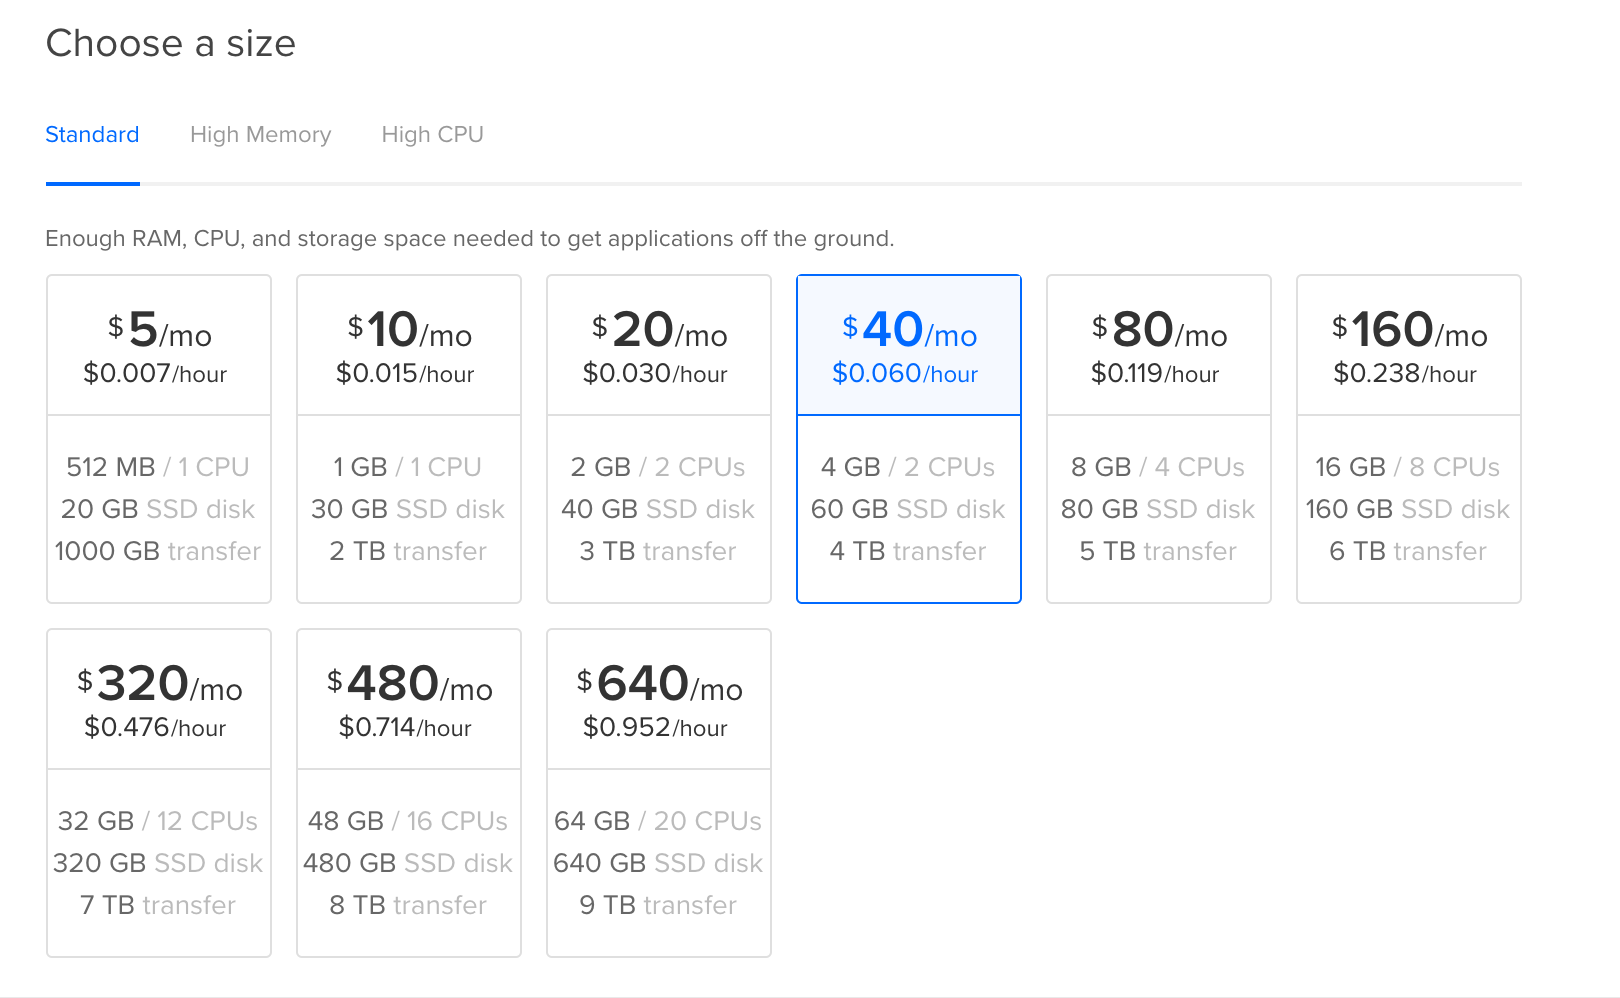 Choose a size
Standard High Memory High CPU
Enough RAM, CPU, and storage space needed to get applications off the ground.
$5/mo
$0.007/hour
512 MB / 1 CPU
20 GB SSD disk
1000 GB transfer
$10/mo
$0.015/hour
1 GB / 1 CPU
30 GB SSD disk
2 TB transfer
$20/mo
$0.030/hour
2 GB / 2 CPUs
40 GB SSD disk
3 TB transfer
$40/mo
$0.060/hour
4 GB / 2 CPUs
60 GB SSD disk
4 TB transfer
$80/mo
$0.119/hour
8 GB / 4 CPUs
80 GB SSD disk
5 TB transfer
$160/mo
$0.238/hour
16 GB / 8 CPUs
160 GB SSD disk
6 TB transfer
$320/mo
$0.476/hour
32 GB / 12 CPUs
320 GB SSD disk
7 TB transfer
$480/mo
$0.714/hour
48 GB / 16 CPUs
480 GB SSD disk
8 TB transfer
$640/mo
$0.952/hour
64 GB / 20 CPUs
640 GB SSD disk
9 TB transfer